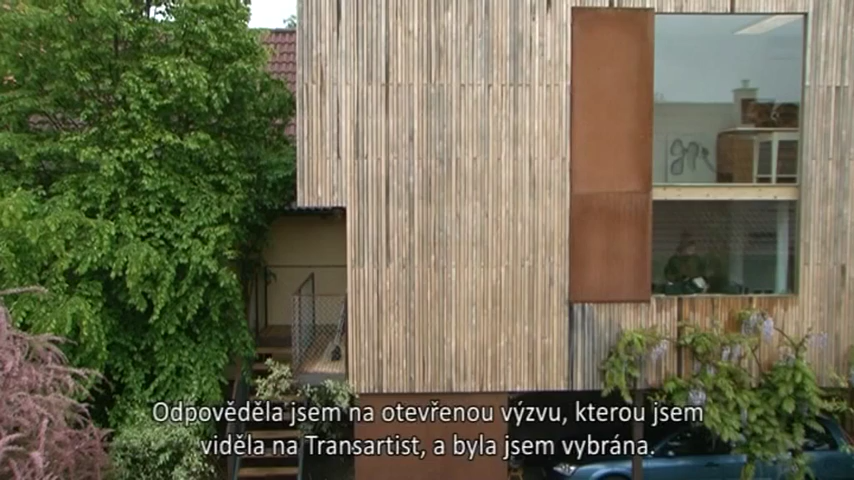 Odpověděla jsem na otevřenou výzvu, kterou jsem
viděla na Transartist, a byla jsem vybrána.